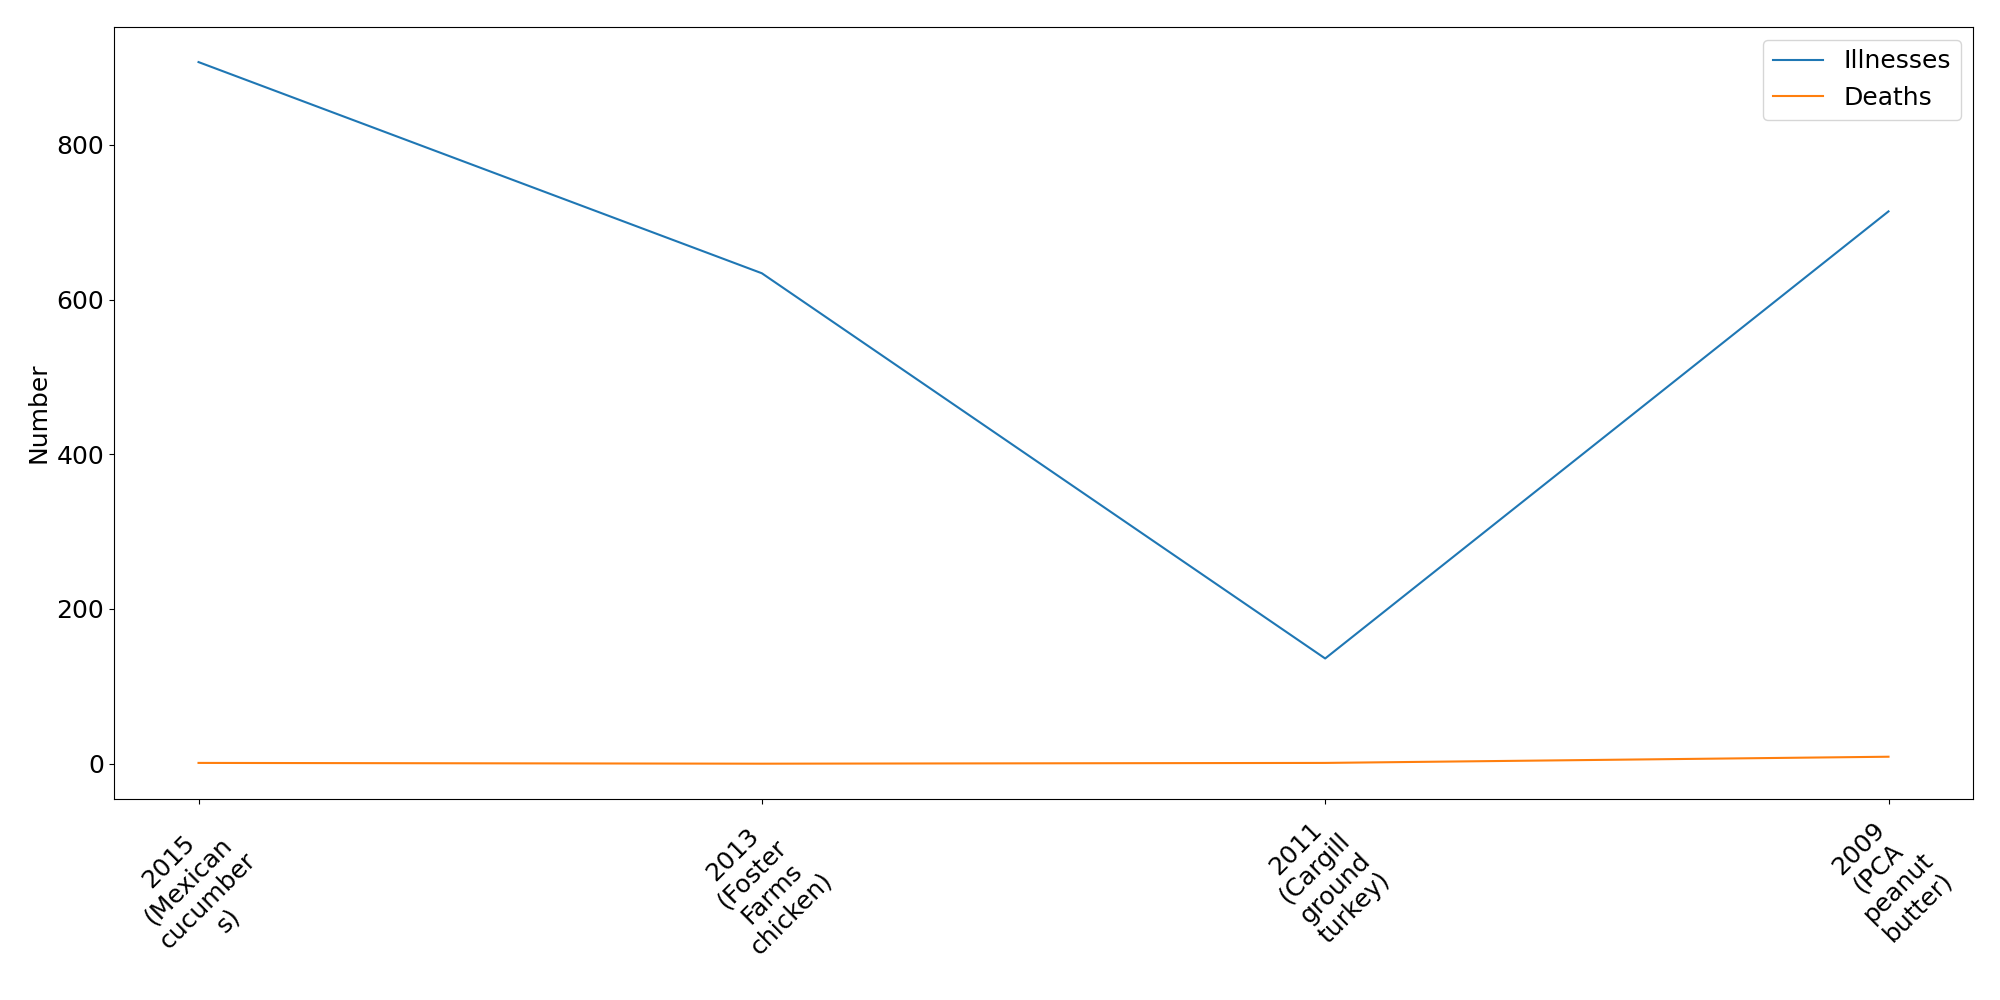 Illnesses
Deaths
800
600
400
200
0
Number
2015
(Mexican
cucumber
s)
2013
(Foster
Farms
chicken)
2011
(Cargill
ground
turkey)
2009
(PCA
peanut
butter)